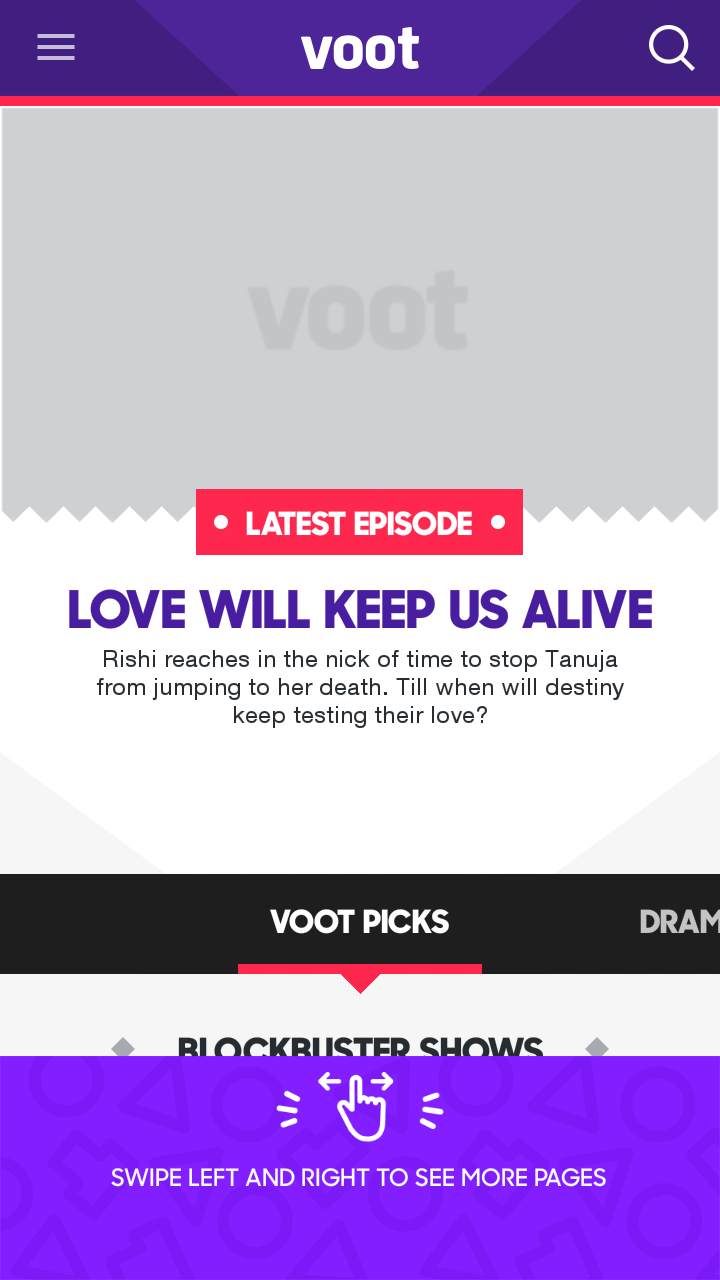 voot
voot
LATEST EPISODE
LOVE WILL KEEP US ALIVE
Rishi reaches in the nick of time to stop Tanuja
from jumping to her death. Till when will destiny
keep testing their love?
VOOT PICKS
DRAM
BLOCKBUSTER SHOWS
SWIPE LEFT AND RIGHT TO SEE MORE PAGES